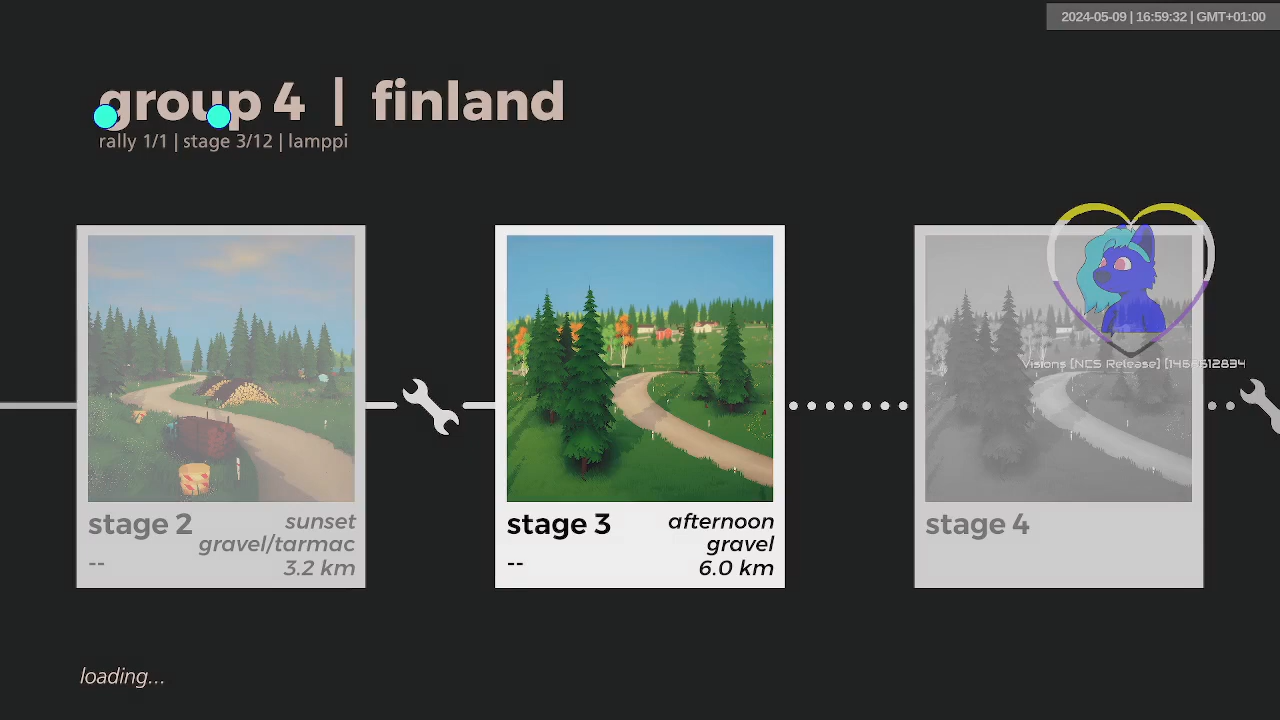 2024-05-09 | 16:59:32 | GMT+01:00
group 4 | finland
rally 1/1 | stage 3/12 | lamppi
Visions [NCS Release] [1460512834
stage 2
sunset
gravel/tarmac
--
3.2 km
stage 3
afternoon
gravel
--
6.0 km
stage 4
loading...